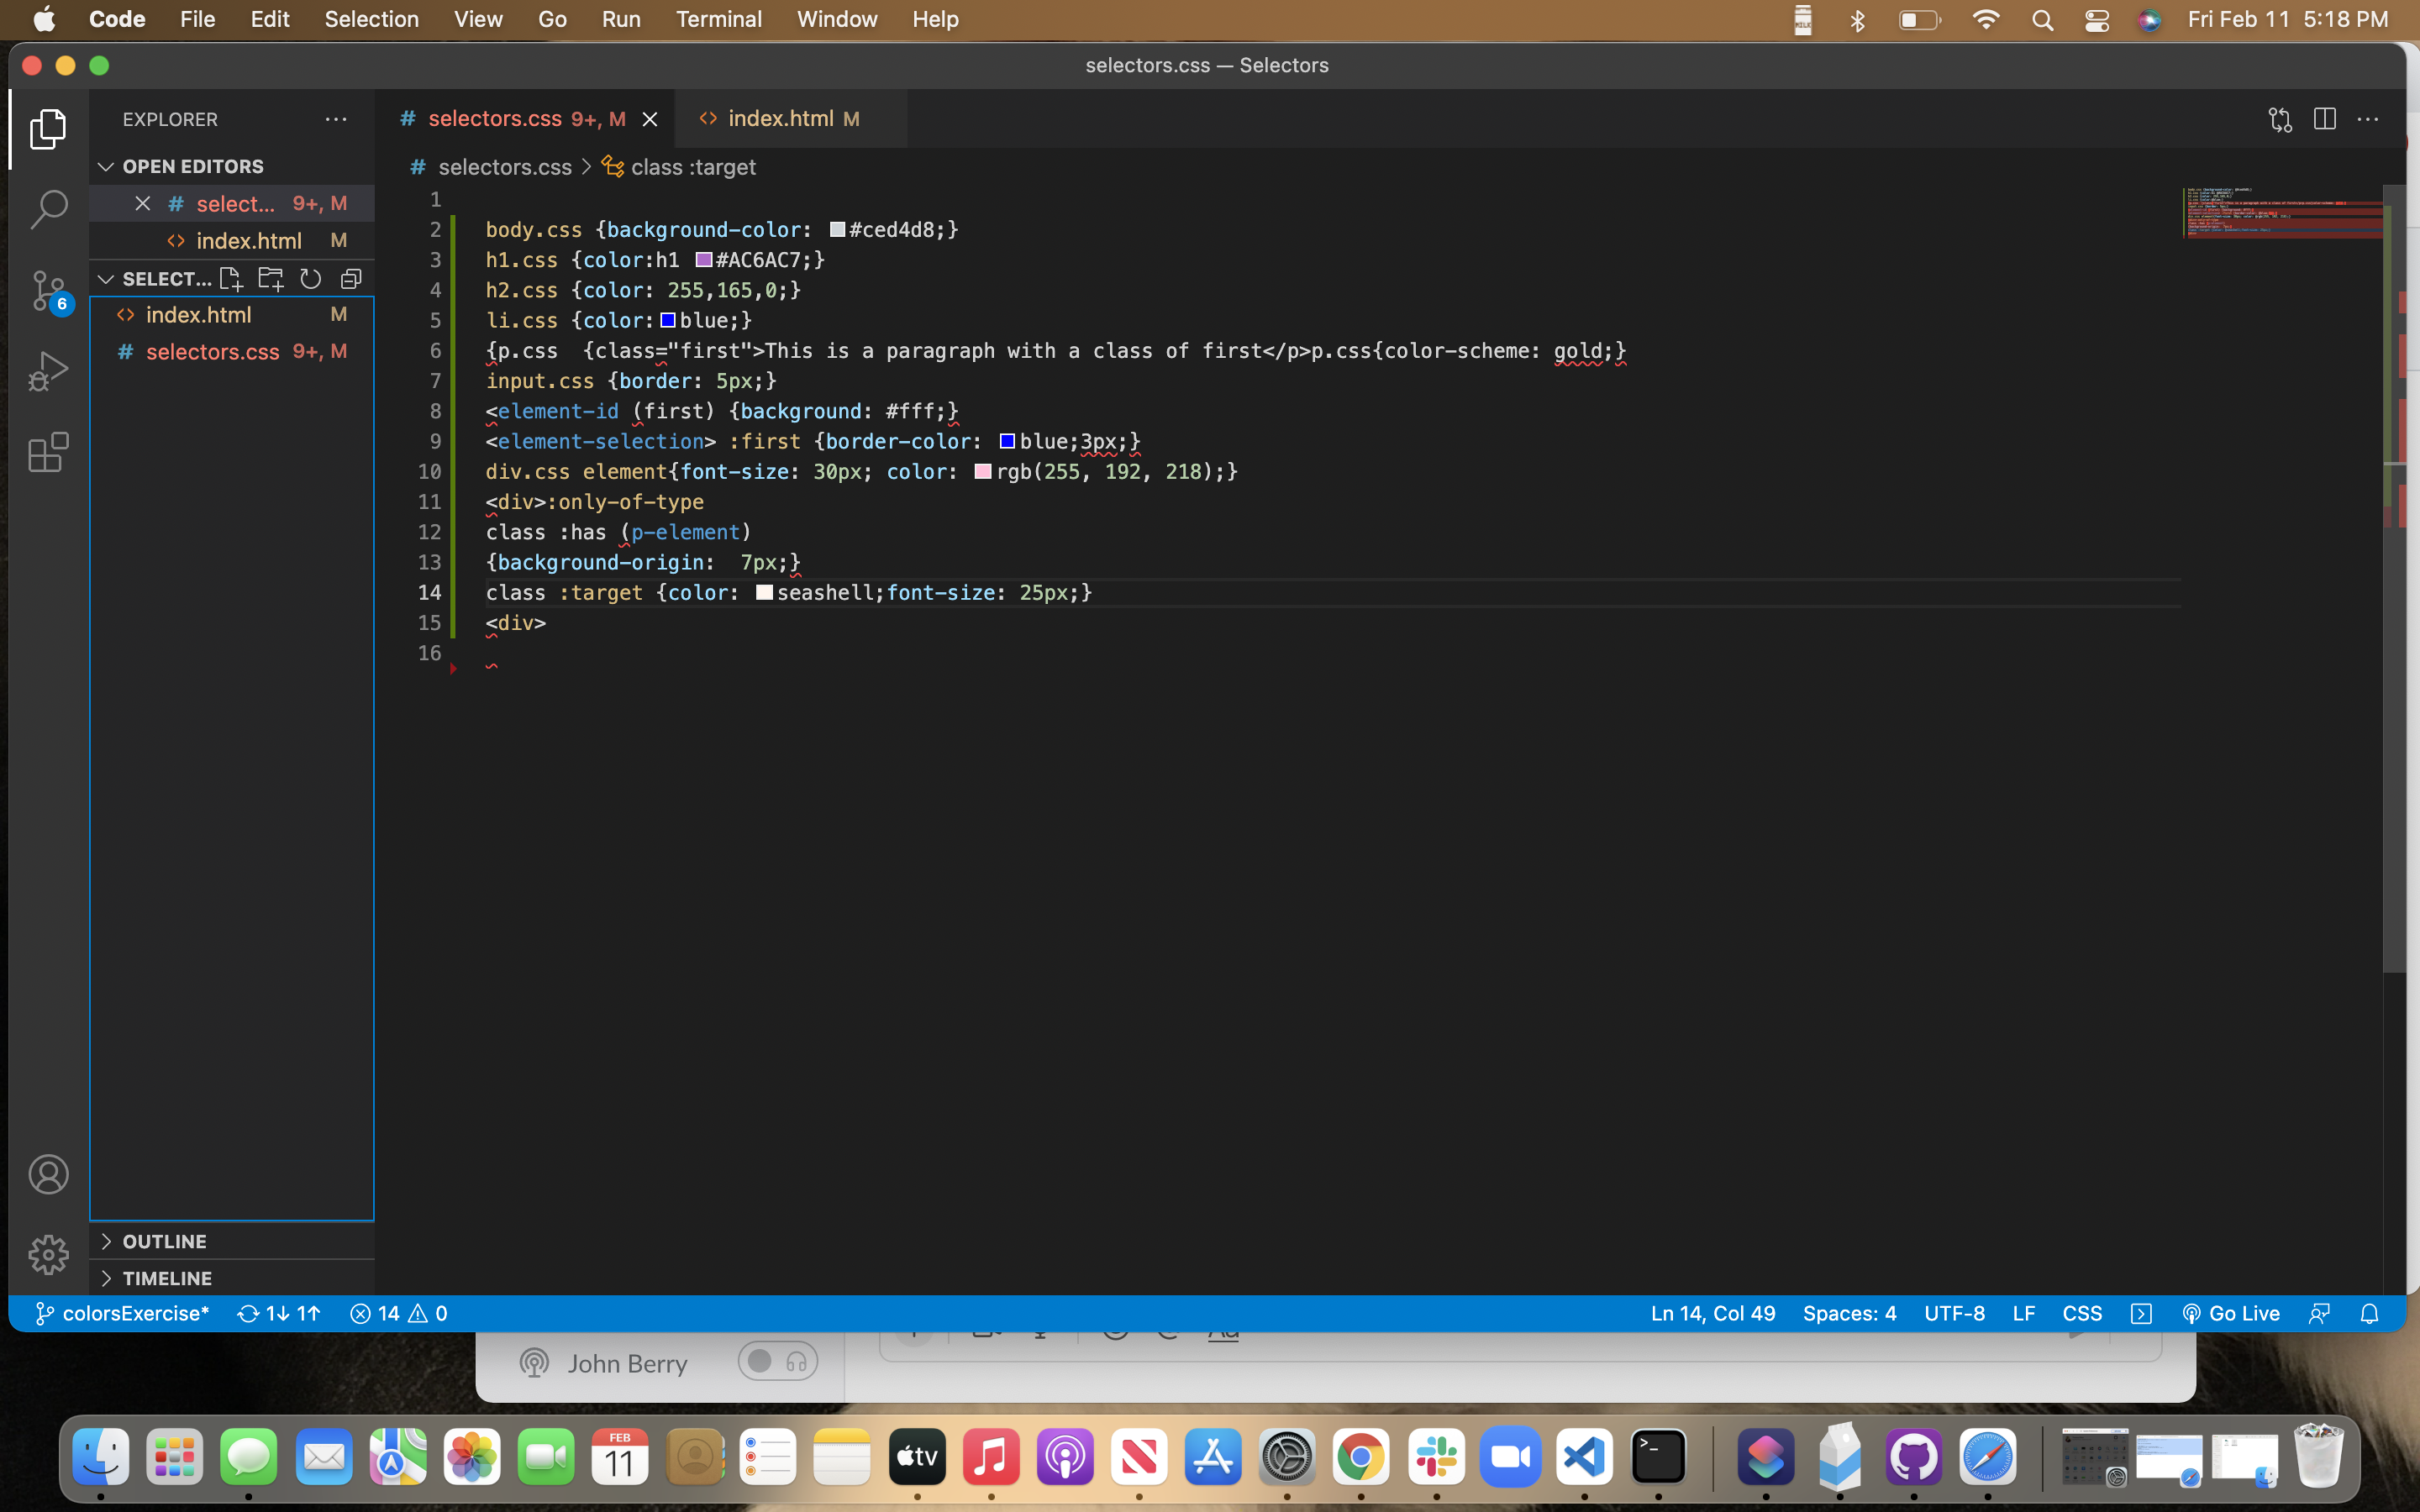 Code File Edit Selection View Go Run Terminal Window Help Fri Feb 11 5:18 PM
selectors.css — Selectors
EXPLORER
# selectors.css 9+, M
<> index.html M
OPEN EDITORS
# selectors.css > class :target
# select... 9+, M
<> index.html M
SELECT...
<> index.html M
# selectors.css 9+, M
6
1
2 body.css {background-color: #ced4d8;}
3 h1.css {color:h1 #AC6AC7;}
4 h2.css {color: 255,165,0;}
5 li.css {color:blue;}
6 {p.css  {class="first">This is a paragraph with a class of first</p>p.css{color-scheme: gold;}
7 input.css {border: 5px;}
8 <element-id (first) {background: #fff;}
9 <element-selection> :first {border-color: blue;3px;}
10 div.css element{font-size: 30px; color: rgb(255, 192, 218);}
11 <div>:only-of-type
12 class :has (p-element)
13 {background-origin:  7px;}
14 class :target {color: seashell;font-size: 25px;}
15 <div>
16
OUTLINE
TIMELINE
colorsExercise* 1↓ 1↑ 14 0 Ln 14, Col 49 Spaces: 4 UTF-8 LF CSS Go Live
John Berry
FEB
11
tv